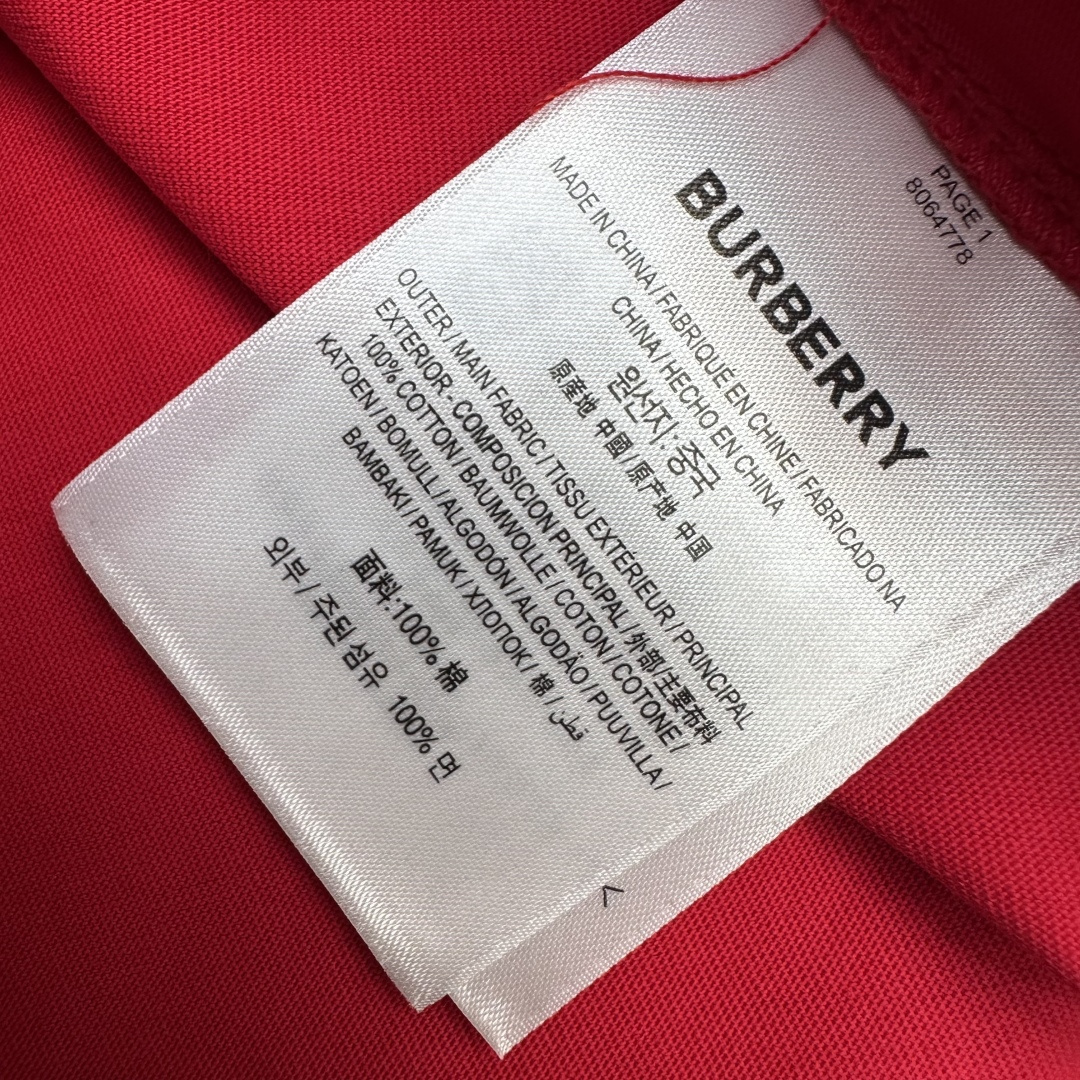 PAGE 1
8064778
BURBERRY
MADE IN CHINA / FABRIQUÉ EN CHINE / FABRICADO NA
CHINA / HECHO EN CHINA
원산지: 중국
原産地 中國 / 原产地 中国
OUTER / MAIN FABRIC / TISSU EXTÉRIEUR / PRINCIPAL
EXTERIOR - COMPOSICION PRINCIPAL / 外部/主要布料
100% COTTON / BAUMWOLLE / COTON / COTONE /
KATOEN / BOMULL / ALGODÓN / ALGODÃO / PUUVILLA /
BAMBAKI / PAMUK / ХЛОПОК / 棉 / قطن
面料:100% 棉
외부 / 주된 섬유 100% 면